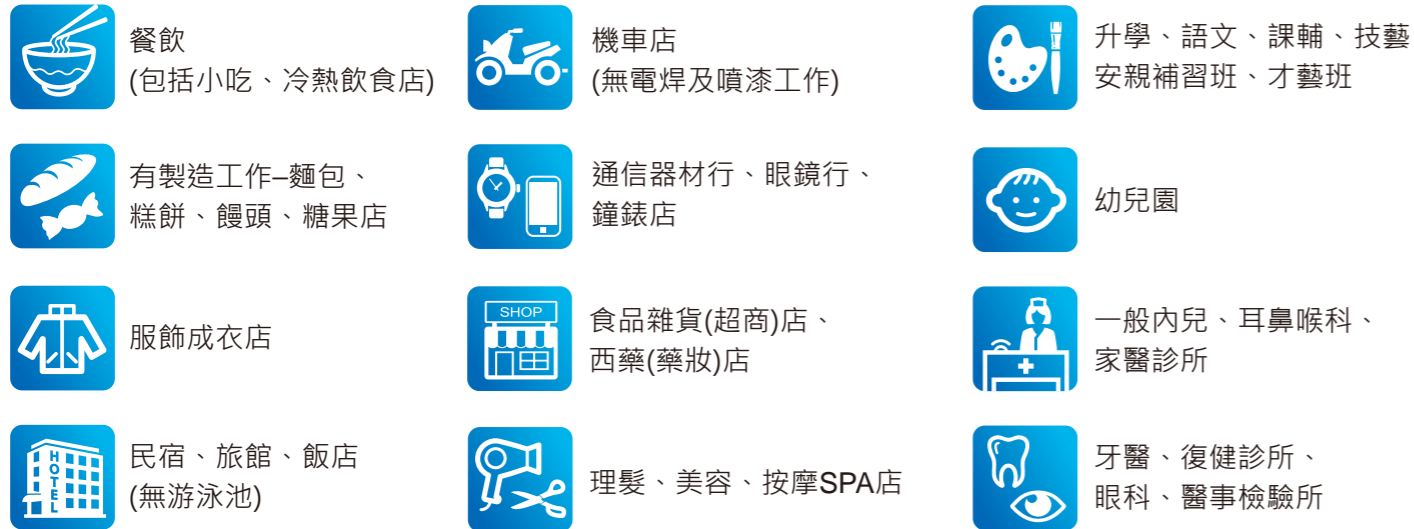 餐飲
(包括小吃、冷熱飲食店)
機車店
(無電焊及噴漆工作)
升學、語文、課輔、技藝
安親補習班、才藝班
有製造工作–麵包、
糕餅、饅頭、糖果店
通信器材行、眼鏡行、
鐘錶店
幼兒園
服飾成衣店
SHOP
食品雜貨(超商)店、
西藥(藥妝)店
一般內兒、耳鼻喉科、
家醫診所
HOTEL
民宿、旅館、飯店
(無游泳池)
理髮、美容、按摩SPA店
牙醫、復健診所、
眼科、醫事檢驗所